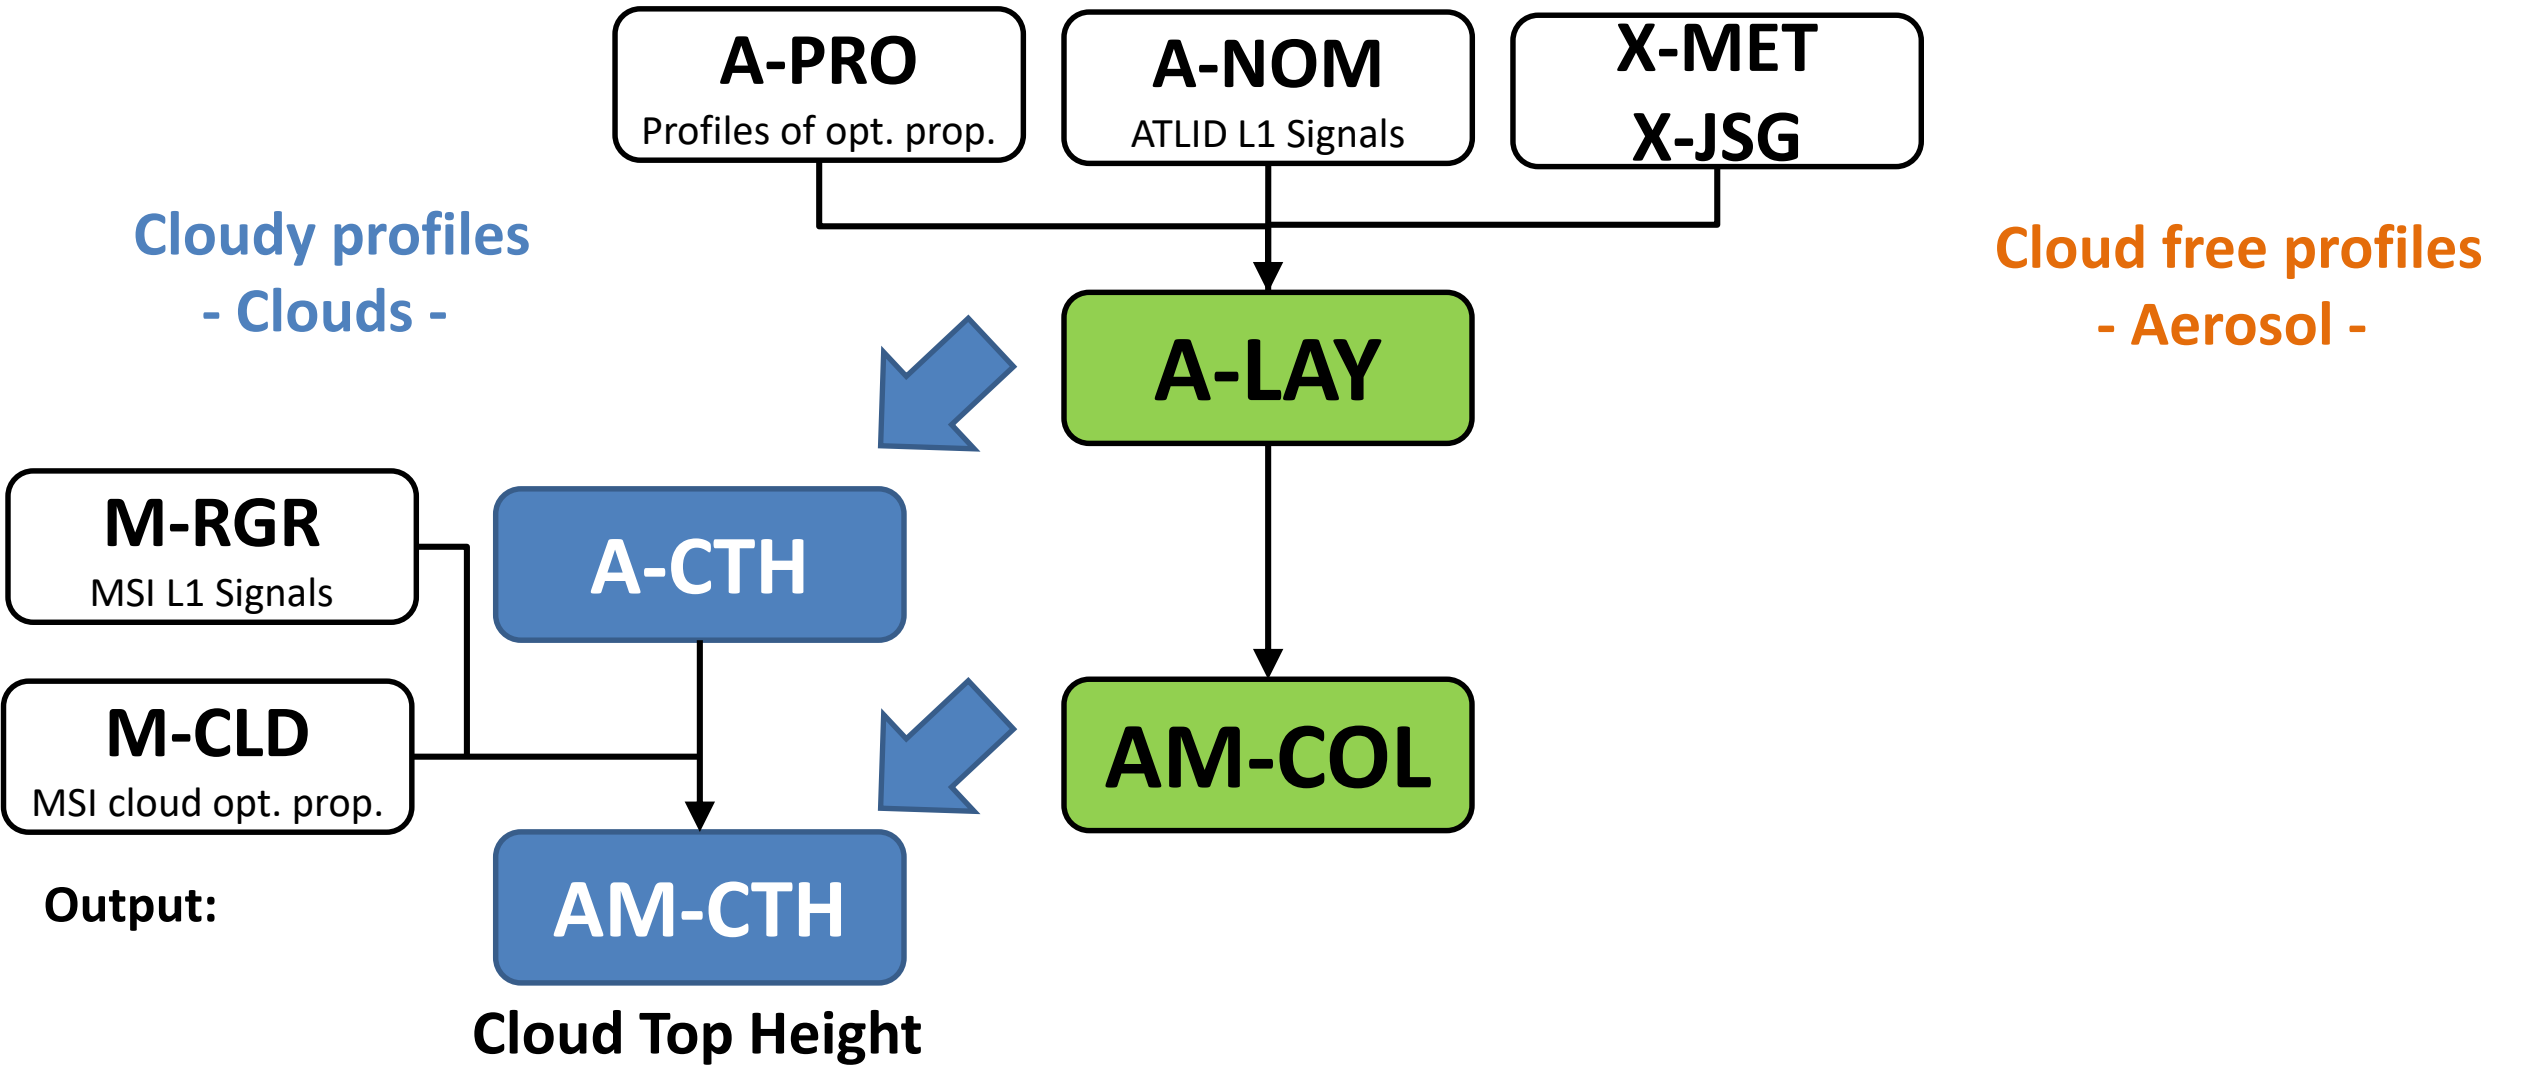 A-PRO
Profiles of opt. prop.
A-NOM
ATLID L1 Signals
X-MET
X-JSG
Cloudy profiles
- Clouds -
Cloud free profiles
- Aerosol -
A-LAY
M-RGR
MSI L1 Signals
A-CTH
M-CLD
MSI cloud opt. prop.
AM-COL
Output:
AM-CTH
Cloud Top Height